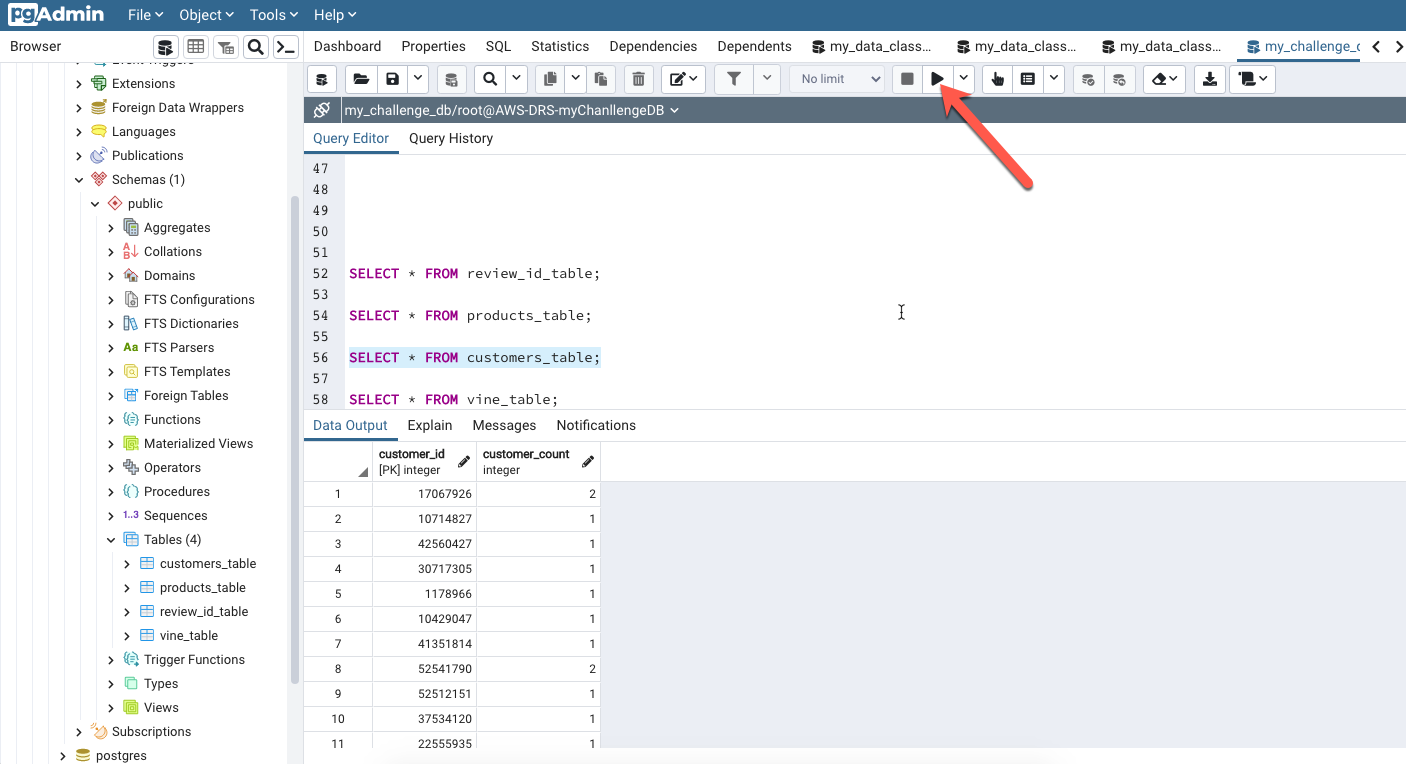 pgAdmin File Object Tools Help
Browser
Dashboard Properties SQL Statistics Dependencies Dependents my_data_class... my_data_class... my_data_class... my_challenge_
No limit
my_challenge_db/root@AWS-DRS-myChanllengeDB
Query Editor Query History
Event Triggers
Extensions
Foreign Data Wrappers
Languages
Publications
Schemas (1)
public
Aggregates
Collations
Domains
FTS Configurations
FTS Dictionaries
Aa FTS Parsers
FTS Templates
Foreign Tables
Functions
Materialized Views
Operators
Procedures
1..3 Sequences
Tables (4)
customers_table
products_table
review_id_table
vine_table
Trigger Functions
Types
Views
Subscriptions
postgres
47
48
49
50
51
52 SELECT * FROM review_id_table;
53
54 SELECT * FROM products_table;
55
56 SELECT * FROM customers_table;
57
58 SELECT * FROM vine_table;
Data Output Explain Messages Notifications
customer_id customer_count
[PK] integer integer
1 17067926 2
2 10714827 1
3 42560427 1
4 30717305 1
5 1178966 1
6 10429047 1
7 41351814 1
8 52541790 2
9 52512151 1
10 37534120 1
11 22555935 1